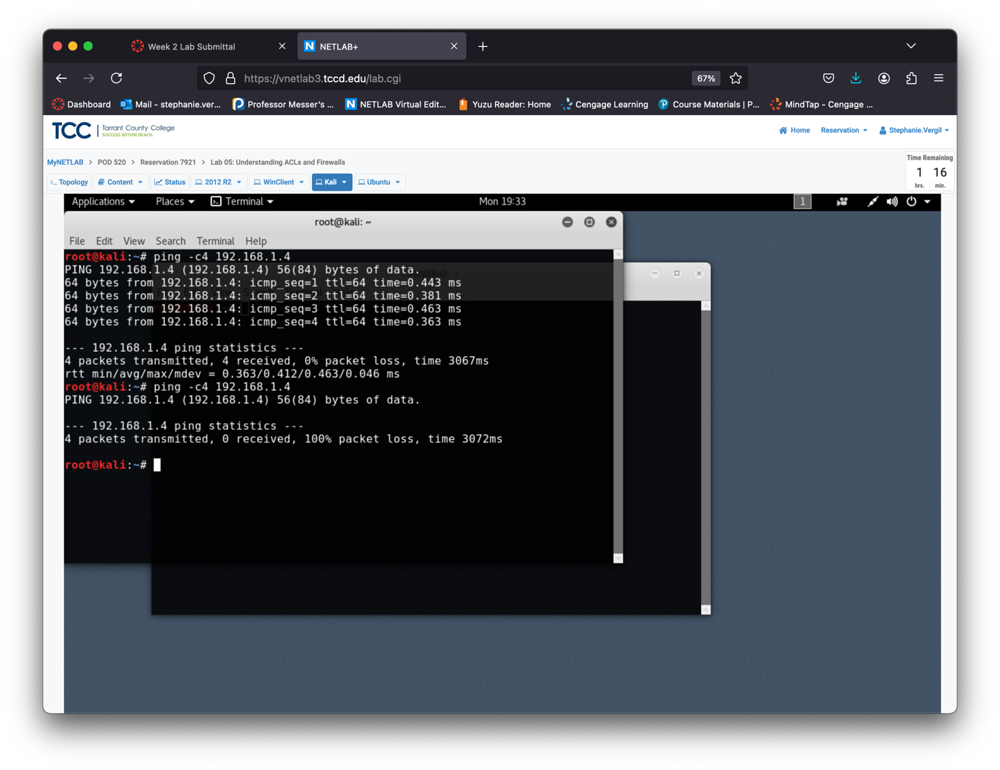 Week 2 Lab Submittal
NETLAB+
https://vnetlab3.tccd.edu/lab.cgi
67%
Dashboard
Mail - stephanie.ver...
Professor Messer's ...
NETLAB Virtual Edit...
Yuzu Reader: Home
Cengage Learning
Course Materials | P...
MindTap - Cengage ...
TCC
Tarrant County College
SUCCESS WITHIN REACH.
Home
Reservation
Stephanie.Vergil
MyNETLAB > POD 520 > Reservation 7921 > Lab 05: Understanding ACLs and Firewalls
Time Remaining
1 16
hrs. min.
Topology
Content
Status
2012 R2
WinClient
Kali
Ubuntu
Applications
Places
Terminal
Mon 19:33
1
root@kali: ~
File Edit View Search Terminal Help
root@kali:~# ping -c4 192.168.1.4
PING 192.168.1.4 (192.168.1.4) 56(84) bytes of data.
64 bytes from 192.168.1.4: icmp_seq=1 ttl=64 time=0.443 ms
64 bytes from 192.168.1.4: icmp_seq=2 ttl=64 time=0.381 ms
64 bytes from 192.168.1.4: icmp_seq=3 ttl=64 time=0.463 ms
64 bytes from 192.168.1.4: icmp_seq=4 ttl=64 time=0.363 ms
--- 192.168.1.4 ping statistics ---
4 packets transmitted, 4 received, 0% packet loss, time 3067ms
rtt min/avg/max/mdev = 0.363/0.412/0.463/0.046 ms
root@kali:~# ping -c4 192.168.1.4
PING 192.168.1.4 (192.168.1.4) 56(84) bytes of data.
--- 192.168.1.4 ping statistics ---
4 packets transmitted, 0 received, 100% packet loss, time 3072ms
root@kali:~#